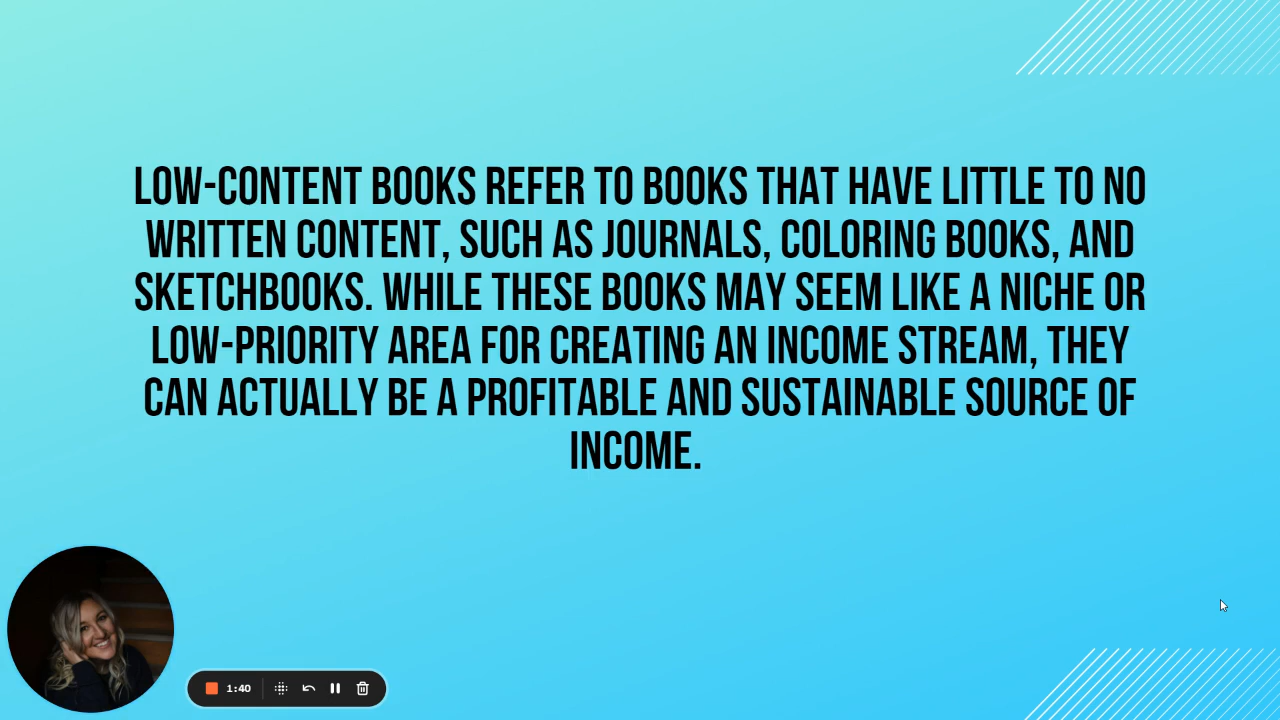 LOW-CONTENT BOOKS REFER TO BOOKS THAT HAVE LITTLE TO NO
WRITTEN CONTENT, SUCH AS JOURNALS, COLORING BOOKS, AND
SKETCHBOOKS. WHILE THESE BOOKS MAY SEEM LIKE A NICHE OR
LOW-PRIORITY AREA FOR CREATING AN INCOME STREAM, THEY
CAN ACTUALLY BE A PROFITABLE AND SUSTAINABLE SOURCE OF
INCOME.
1:40